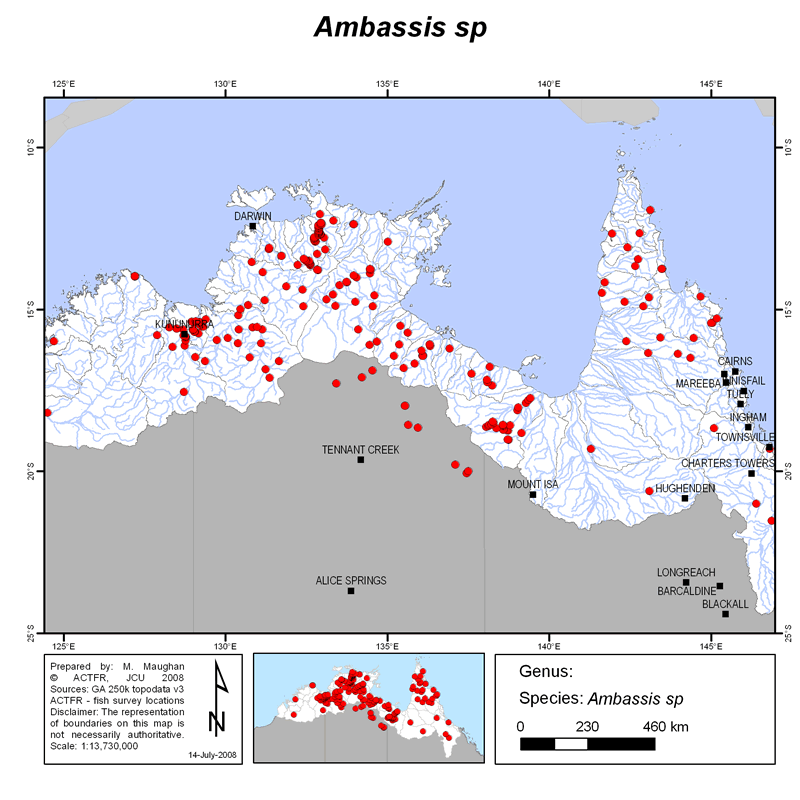 Ambassis sp
125°E 130°E 135°E 140°E 145°E
10°S 10°S
DARWIN
15°S 15°S
KUNUNURRA
CAIRNS
MAREEBA INNISFAIL
TULLY
INGHAM
TOWNSVILLE
TENNANT CREEK
CHARTERS TOWERS
20°S 20°S
MOUNT ISA
HUGHENDEN
ALICE SPRINGS
LONGREACH
BARCALDINE
BLACKALL
25°S 25°S
125°E 130°E 135°E 140°E 145°E
Prepared by: M. Maughan
© ACTFR, JCU 2008
Sources: GA 250k topodata v3
ACTFR - fish survey locations
Disclaimer: The representation
of boundaries on this map is
not necessarily authoritative.
Scale: 1:13,730,000
N
14-July-2008
Genus:
Species: Ambassis sp
0 230 460 km